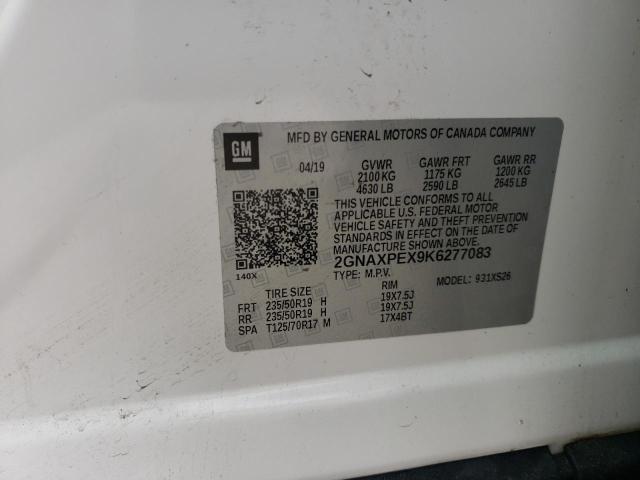 GM
MFD BY GENERAL MOTORS OF CANADA COMPANY
04/19 GVWR GAWR FRT GAWR RR
2100 KG 1175 KG 1200 KG
4630 LB 2590 LB 2645 LB
THIS VEHICLE CONFORMS TO ALL
APPLICABLE U.S. FEDERAL MOTOR
VEHICLE SAFETY AND THEFT PREVENTION
STANDARDS IN EFFECT ON THE DATE OF
MANUFACTURE SHOWN ABOVE.
2GNAXPEX9K6277083
140X TYPE: M.P.V. MODEL: 931XS26
TIRE SIZE RIM
FRT 235/50R19 H 19X7.5J
RR 235/50R19 H 19X7.5J
SPA T125/70R17 M 17X4BT